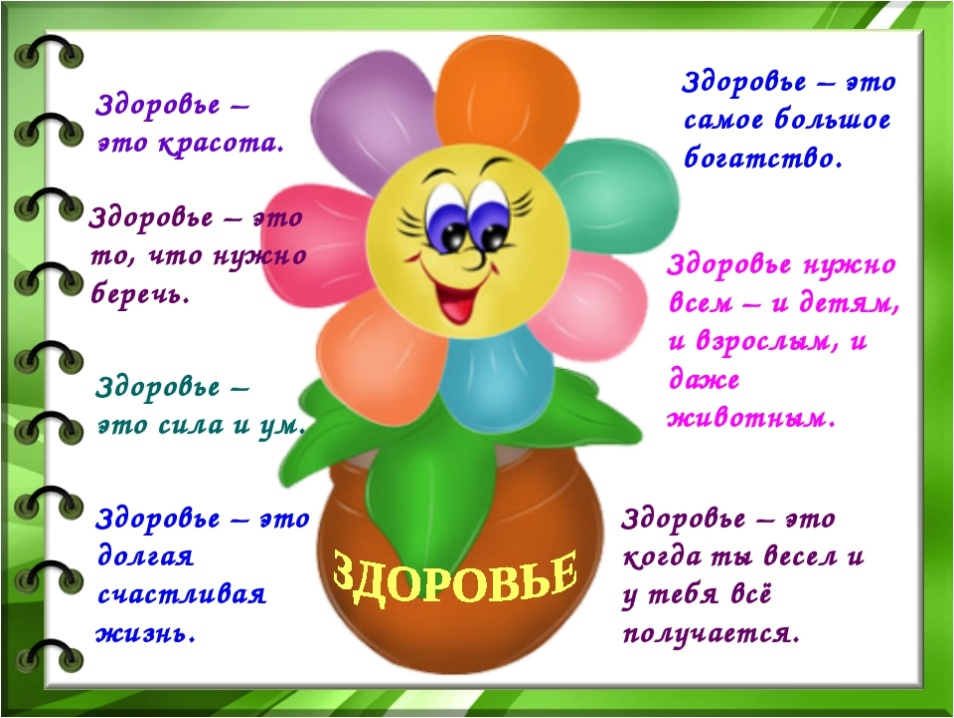 Здоровье –
это красота.
Здоровье – это
то, что нужно
беречь.
Здоровье –
это сила и ум.
Здоровье – это
долгая
счастливая
жизнь.
ЗДОРОВЬЕ
Здоровье – это
самое большое
богатство.
Здоровье нужно
всем – и детям,
и взрослым, и
даже
животным.
Здоровье – это
когда ты весел и
у тебя всё
получается.